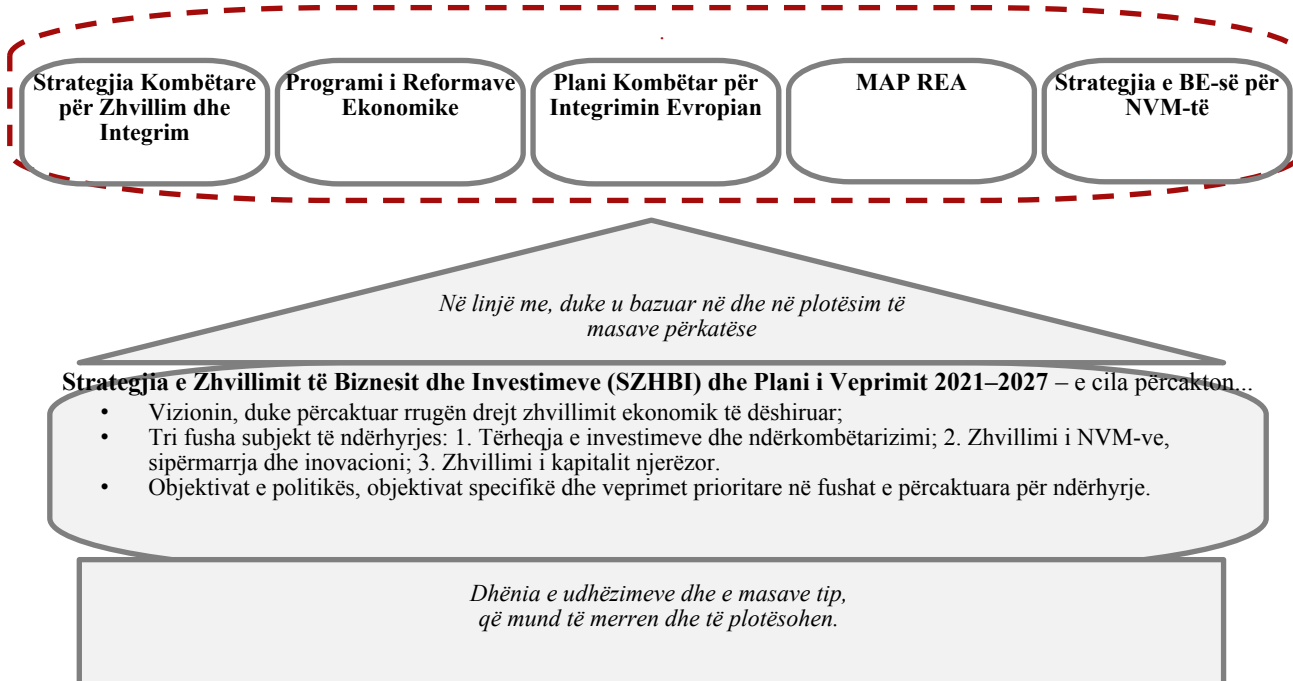 Strategjia Kombëtare
për Zhvillim dhe
Integrim
Programi i Reformave
Ekonomike
Plani Kombëtar për
Integrimin Evropian
MAP REA
Strategjia e BE-së për
NVM-të
Në linjë me, duke u bazuar në dhe në plotësim të
masave përkatëse
Strategjia e Zhvillimit të Biznesit dhe Investimeve (SZHBI) dhe Plani i Veprimit 2021–2027 – e cila përcakton...
• Vizionin, duke përcaktuar rrugën drejt zhvillimit ekonomik të dëshiruar;
• Tri fusha subjekt të ndërhyrjes: 1. Tërheqja e investimeve dhe ndërkombëtarizimi; 2. Zhvillimi i NVM-ve,
sipërmarrja dhe inovacioni; 3. Zhvillimi i kapitalit njerëzor.
• Objektivat e politikës, objektivat specifikë dhe veprimet prioritare në fushat e përcaktuara për ndërhyrje.
Dhënia e udhëzimeve dhe e masave tip,
që mund të merren dhe të plotësohen.